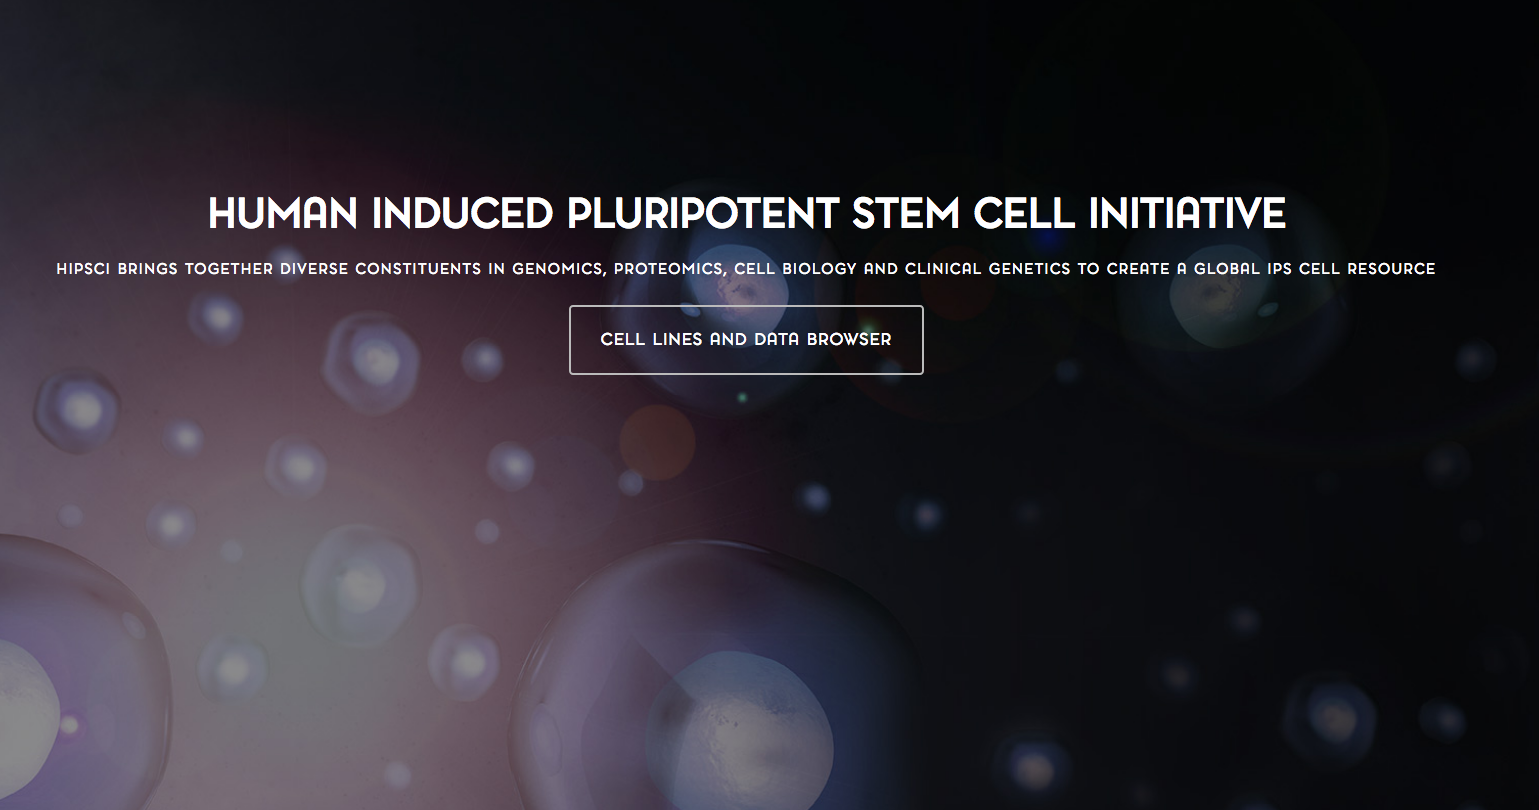 HUMAN INDUCED PLURIPOTENT STEM CELL INITIATIVE
HIPSCI BRINGS TOGETHER DIVERSE CONSTITUENTS IN GENOMICS, PROTEOMICS, CELL BIOLOGY AND CLINICAL GENETICS TO CREATE A GLOBAL IPS CELL RESOURCE
CELL LINES AND DATA BROWSER